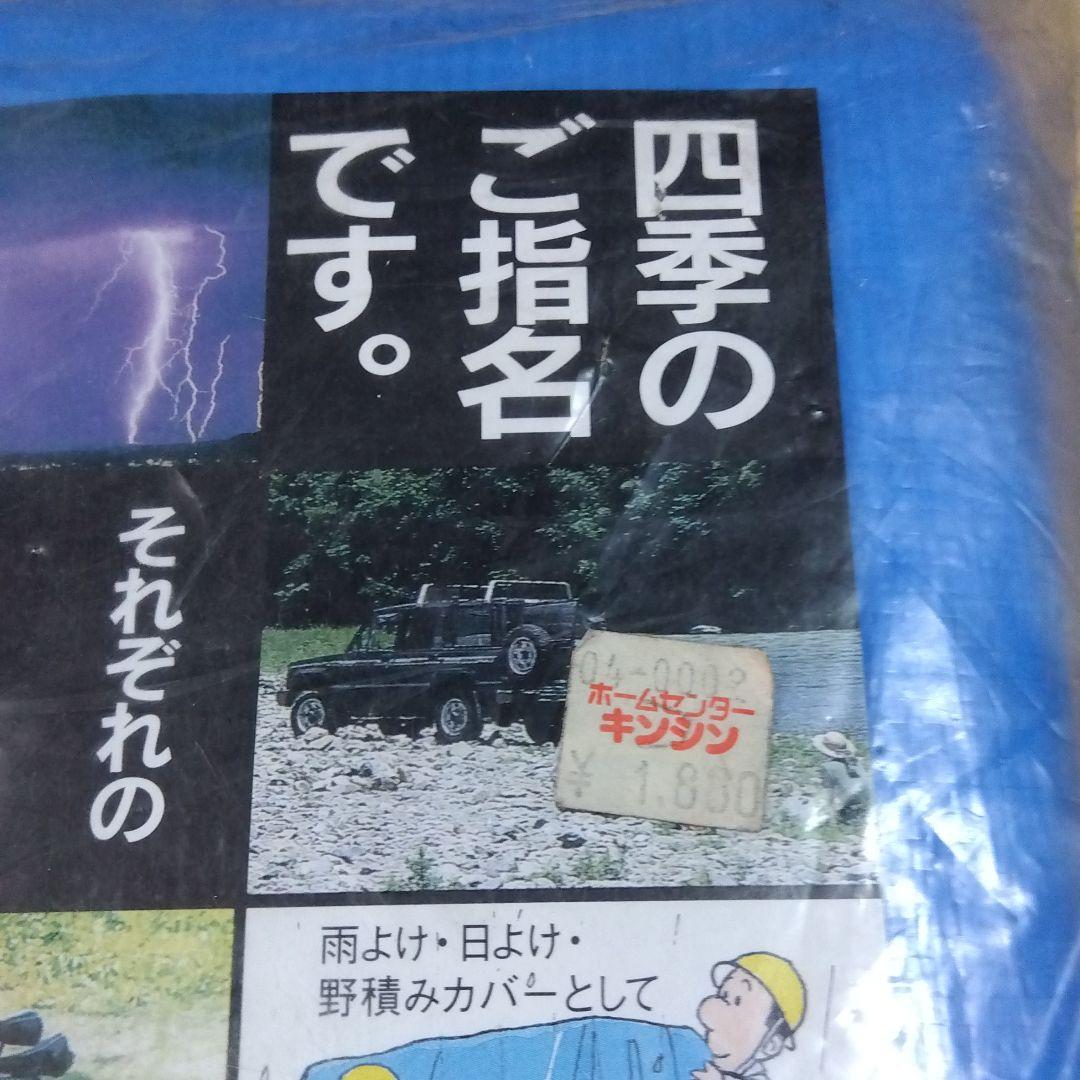 四季の
ご指名
です。
それぞれの
04-0002
ホームセンター
キンシン
雨よけ・日よけ・
野積みカバーとして